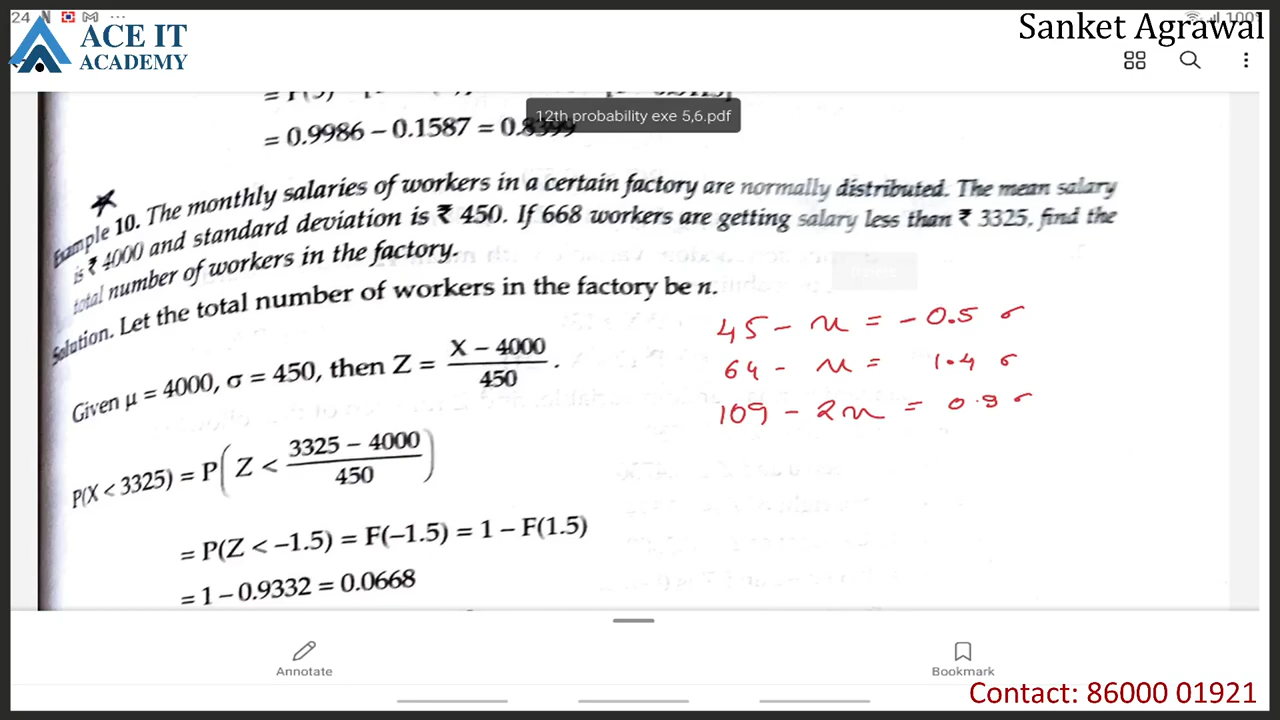 24 N M ... 100%
ACE IT
ACADEMY
Sanket Agrawal
12th probability exe 5,6.pdf
= 0.9986 – 0.1587 = 0.8399
Example 10. The monthly salaries of workers in a certain factory are normally distributed. The mean salary
is ₹ 4000 and standard deviation is ₹ 450. If 668 workers are getting salary less than ₹ 3325, find the
total number of workers in the factory.
Solution. Let the total number of workers in the factory be n.
Given μ = 4000, σ = 450, then Z = X – 4000 / 450 .
P(X < 3325) = P( Z < 3325 – 4000 / 450 )
= P(Z < –1.5) = F(–1.5) = 1 – F(1.5)
= 1 – 0.9332 = 0.0668
45 – μ = – 0.5 σ
64 – μ = 1.4 σ
109 – 2μ = 0.9 σ
Annotate
Bookmark
Contact: 86000 01921